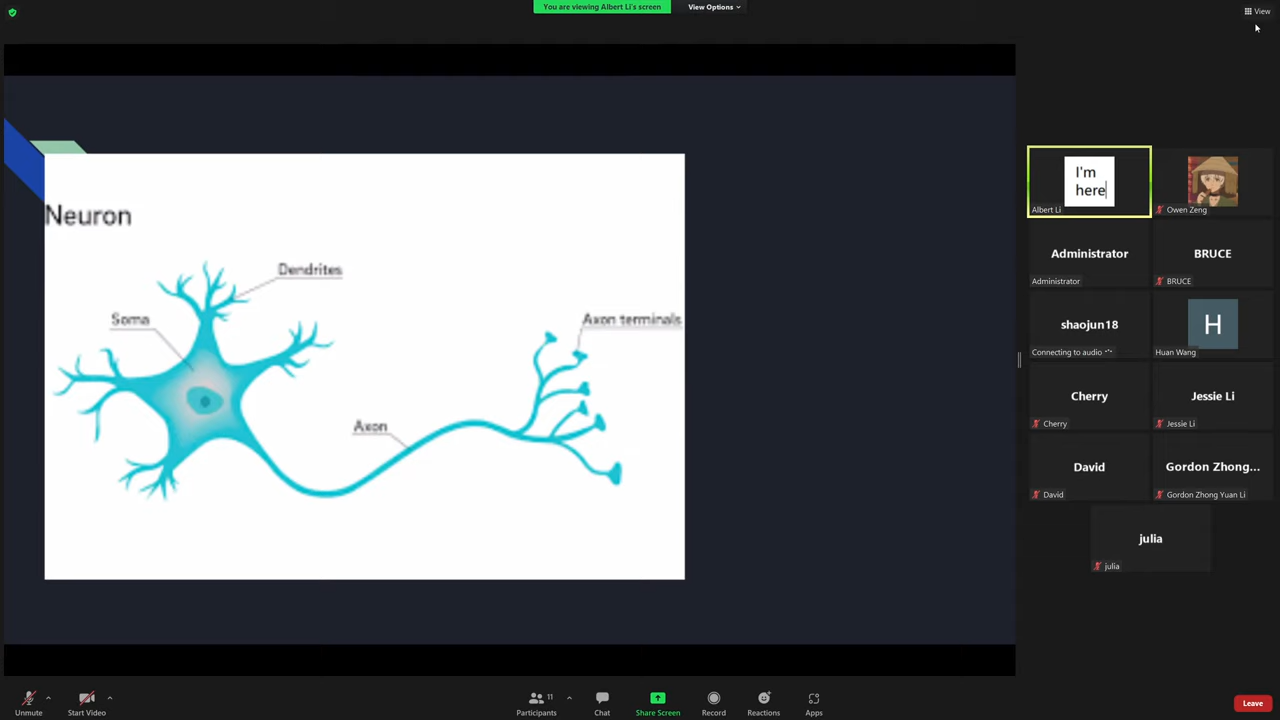 You are viewing Albert Li's screen
View Options
View
Neuron
Dendrites
Soma
Axon terminals
Axon
I'm
here
Albert Li
Owen Zeng
Administrator
Administrator
BRUCE
BRUCE
shaojun18
Connecting to audio
H
Huan Wang
Cherry
Cherry
Jessie Li
Jessie Li
David
David
Gordon Zhong...
Gordon Zhong Yuan Li
julia
julia
Unmute
Start Video
11
Participants
Chat
Share Screen
Record
Reactions
Apps
Leave